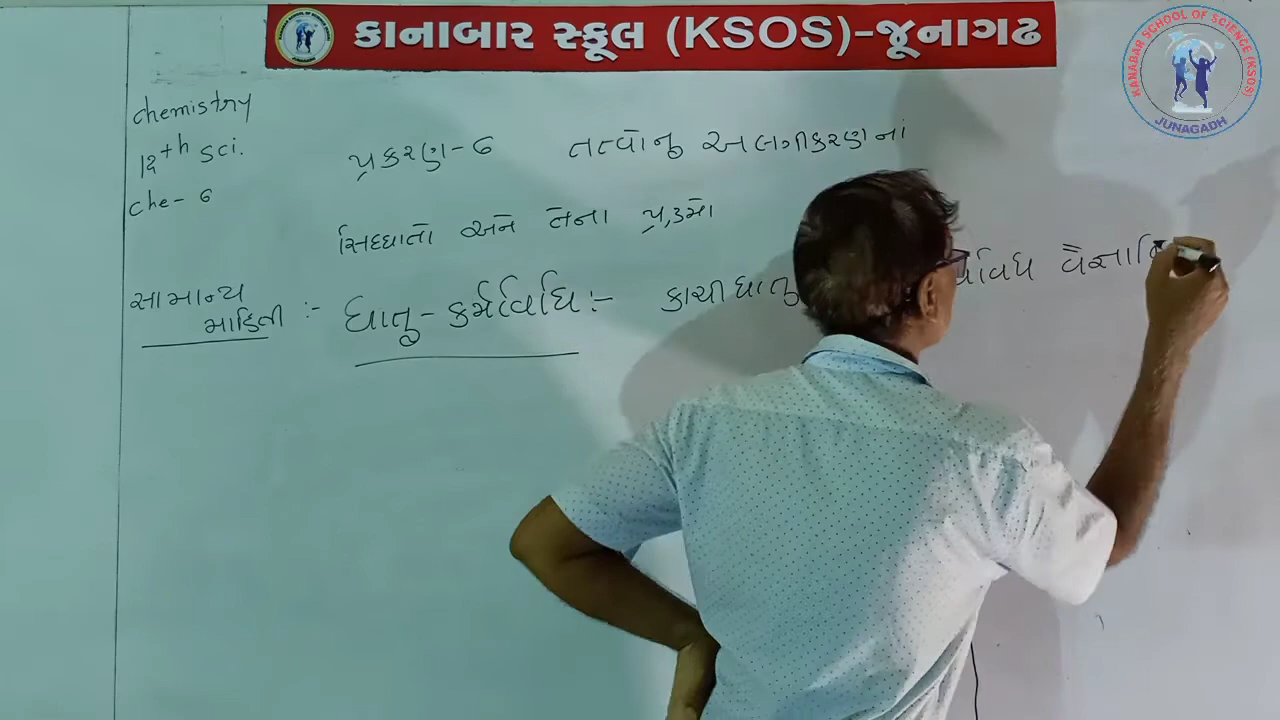 કાનાબાર સ્કૂલ (KSOS)-જૂનાગઢ
KANABAR SCHOOL OF SCIENCE (KSOS)
JUNAGADH
chemistry
12th sci.
che- 6
પ્રકરણ-૬ તત્વોનુ અલગીકરણનાં
સિધ્ધાતો અને તેના પ્રક્રમો
સામાન્ય માહિતી :- ધાતુ-કર્મવિધિ:- કાચીધાતુ વિવિધ